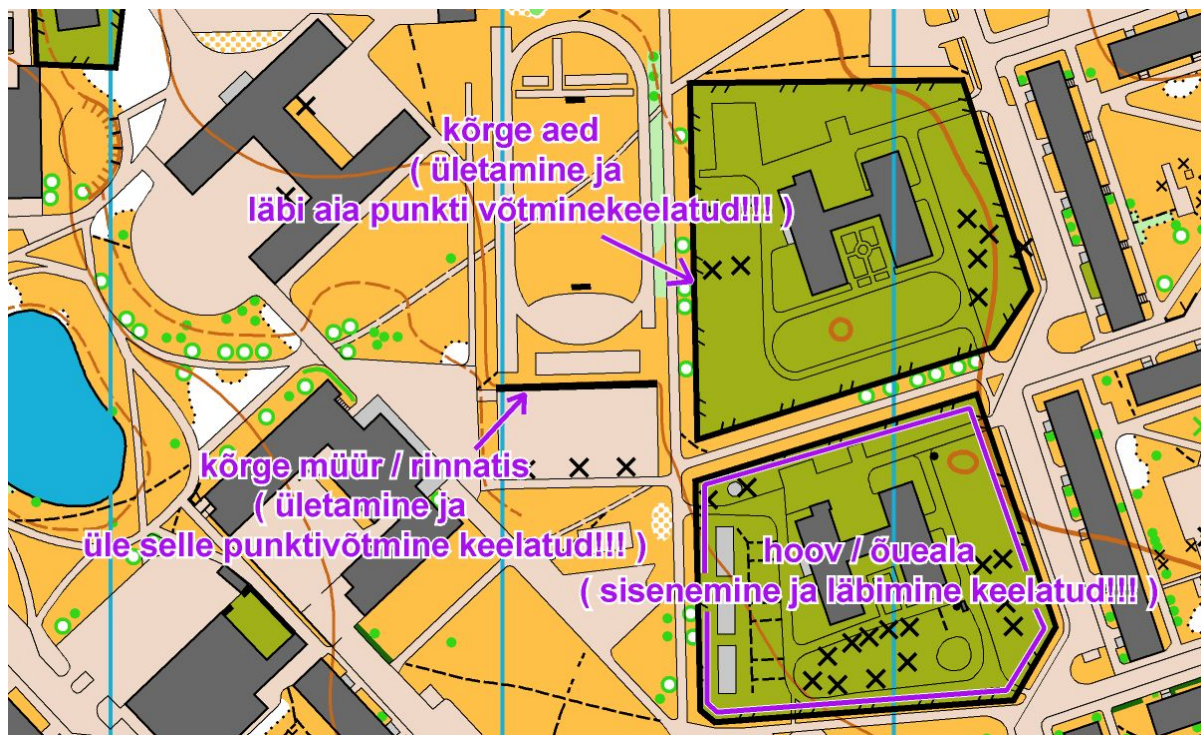 kõrge aed
( ületamine ja
läbi aia punkti võtminekeelatud!!! )
kõrge müür / rinnatis
( ületamine ja
üle selle punktivõtmine keelatud!!! )
hoov / õueala
( sisenemine ja läbimine keelatud!!! )